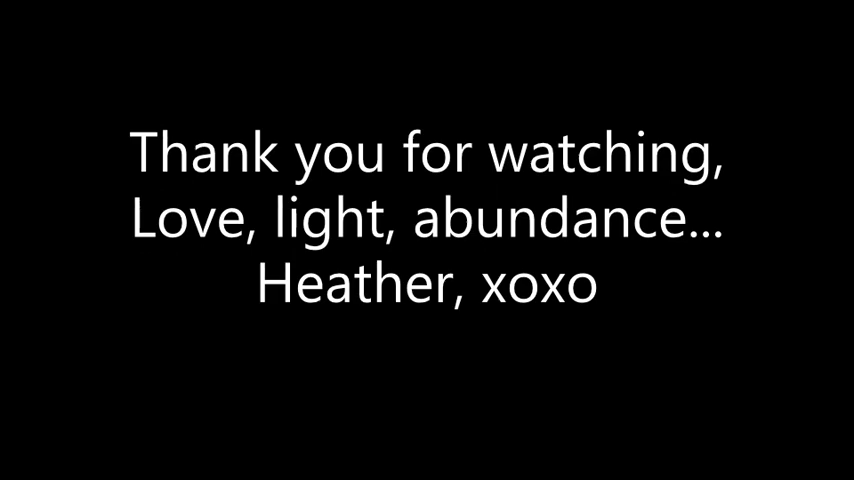 Thank you for watching,
Love, light, abundance...
Heather, xoxo